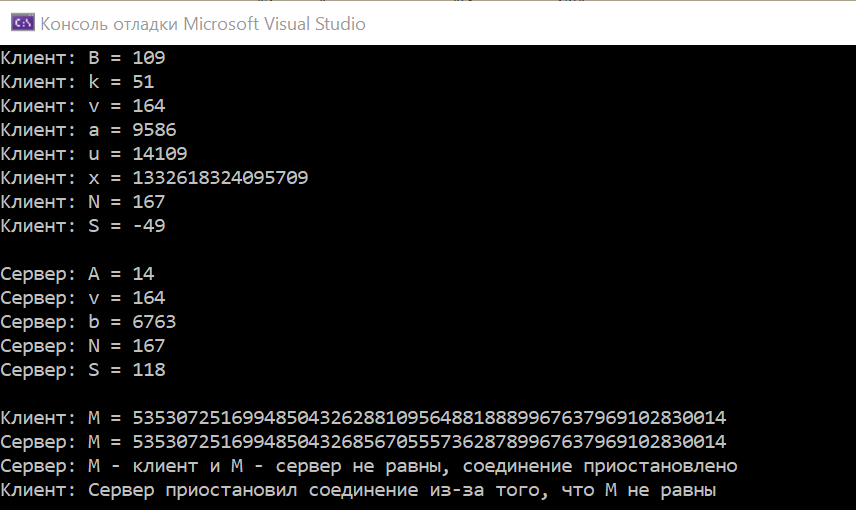 Консоль отладки Microsoft Visual Studio
Клиент: B = 109
Клиент: k = 51
Клиент: v = 164
Клиент: a = 9586
Клиент: u = 14109
Клиент: x = 1332618324095709
Клиент: N = 167
Клиент: S = -49
Сервер: A = 14
Сервер: v = 164
Сервер: b = 6763
Сервер: N = 167
Сервер: S = 118
Клиент: M = 535307251699485043262881095648818889967637969102830014
Сервер: M = 535307251699485043268567055573628789967637969102830014
Сервер: M - клиент и M - сервер не равны, соединение приостановлено
Клиент: Сервер приостановил соединение из-за того, что M не равны